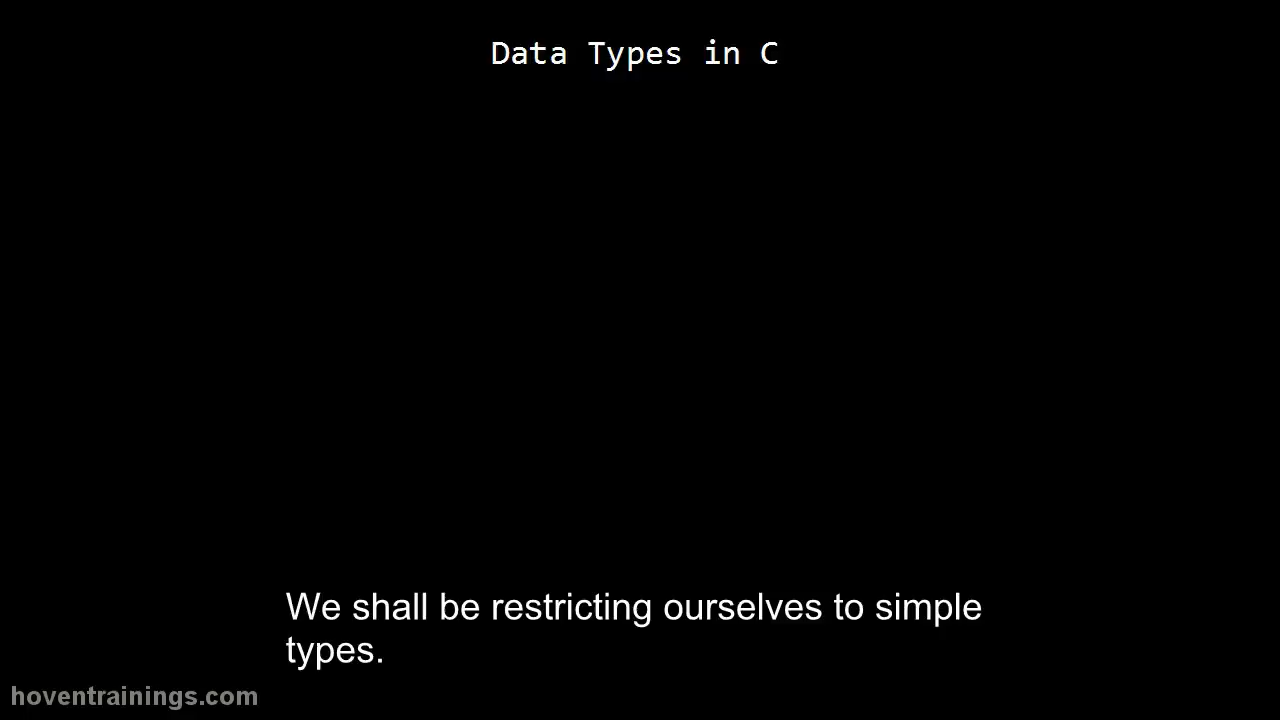 Data Types in C
We shall be restricting ourselves to simple
types.
hoventrainings.com